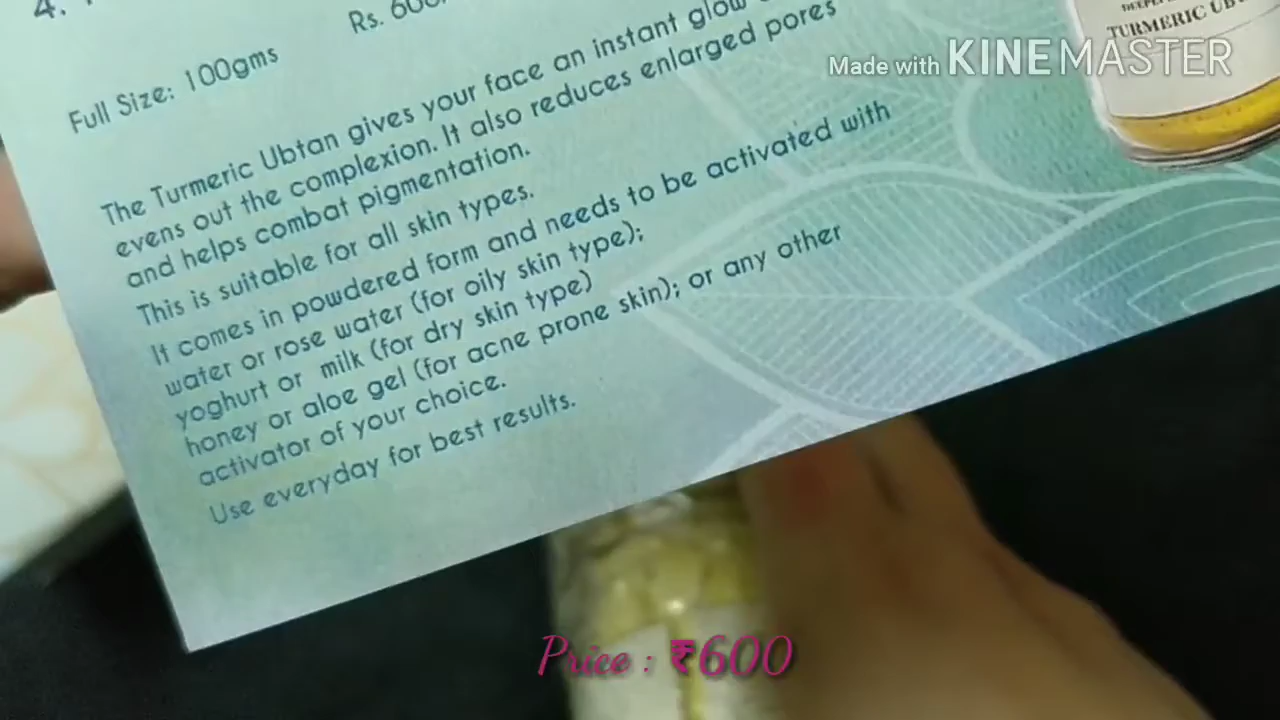 4.
Rs. 600
Full Size: 100gms
The Turmeric Ubtan gives your face an instant glow
evens out the complexion. It also reduces enlarged pores
and helps combat pigmentation.
This is suitable for all skin types.
It comes in powdered form and needs to be activated with
water or rose water (for oily skin type);
yoghurt or milk (for dry skin type)
honey or aloe gel (for acne prone skin); or any other
activator of your choice.
Use everyday for best results.
TURMERIC
Made with KINEMASTER
Price : ₹600